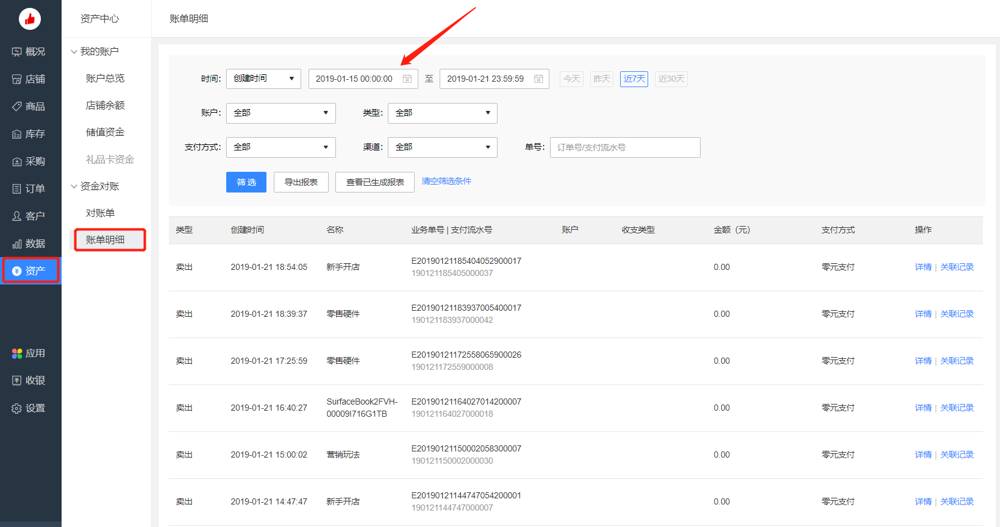 概况
店铺
商品
库存
采购
订单
客户
数据
资产
应用
收银
设置
资产中心
我的账户
账户总览
店铺余额
储值资金
礼品卡资金
资金对账
对账单
账单明细
账单明细
时间: 创建时间 2019-01-15 00:00:00 至 2019-01-21 23:59:59 今天 昨天 近7天 近30天
账户: 全部 类型: 全部
支付方式: 全部 渠道: 全部 单号: 订单号/支付流水号
筛 选 导出报表 查看已生成报表 清空筛选条件
类型 创建时间 名称 业务单号 | 支付流水号 账户 收支类型 金额（元） 支付方式 操作
卖出 2019-01-21 18:54:05 新手开店 E20190121185404052900017 0.00 零元支付 详情 | 关联记录
190121185405000037
卖出 2019-01-21 18:39:37 零售硬件 E20190121183937005400017 0.00 零元支付 详情 | 关联记录
190121183937000042
卖出 2019-01-21 17:25:59 零售硬件 E20190121172558065900026 0.00 零元支付 详情 | 关联记录
190121172559000008
卖出 2019-01-21 16:40:27 SurfaceBook2FVH- E20190121164027014200007 0.00 零元支付 详情 | 关联记录
00009I716G1TB 190121164027000018
卖出 2019-01-21 15:00:02 营销玩法 E20190121150002058300007 0.00 零元支付 详情 | 关联记录
190121150002000030
卖出 2019-01-21 14:47:47 新手开店 E20190121144747054200001 0.00 零元支付 详情 | 关联记录
190121144747000007